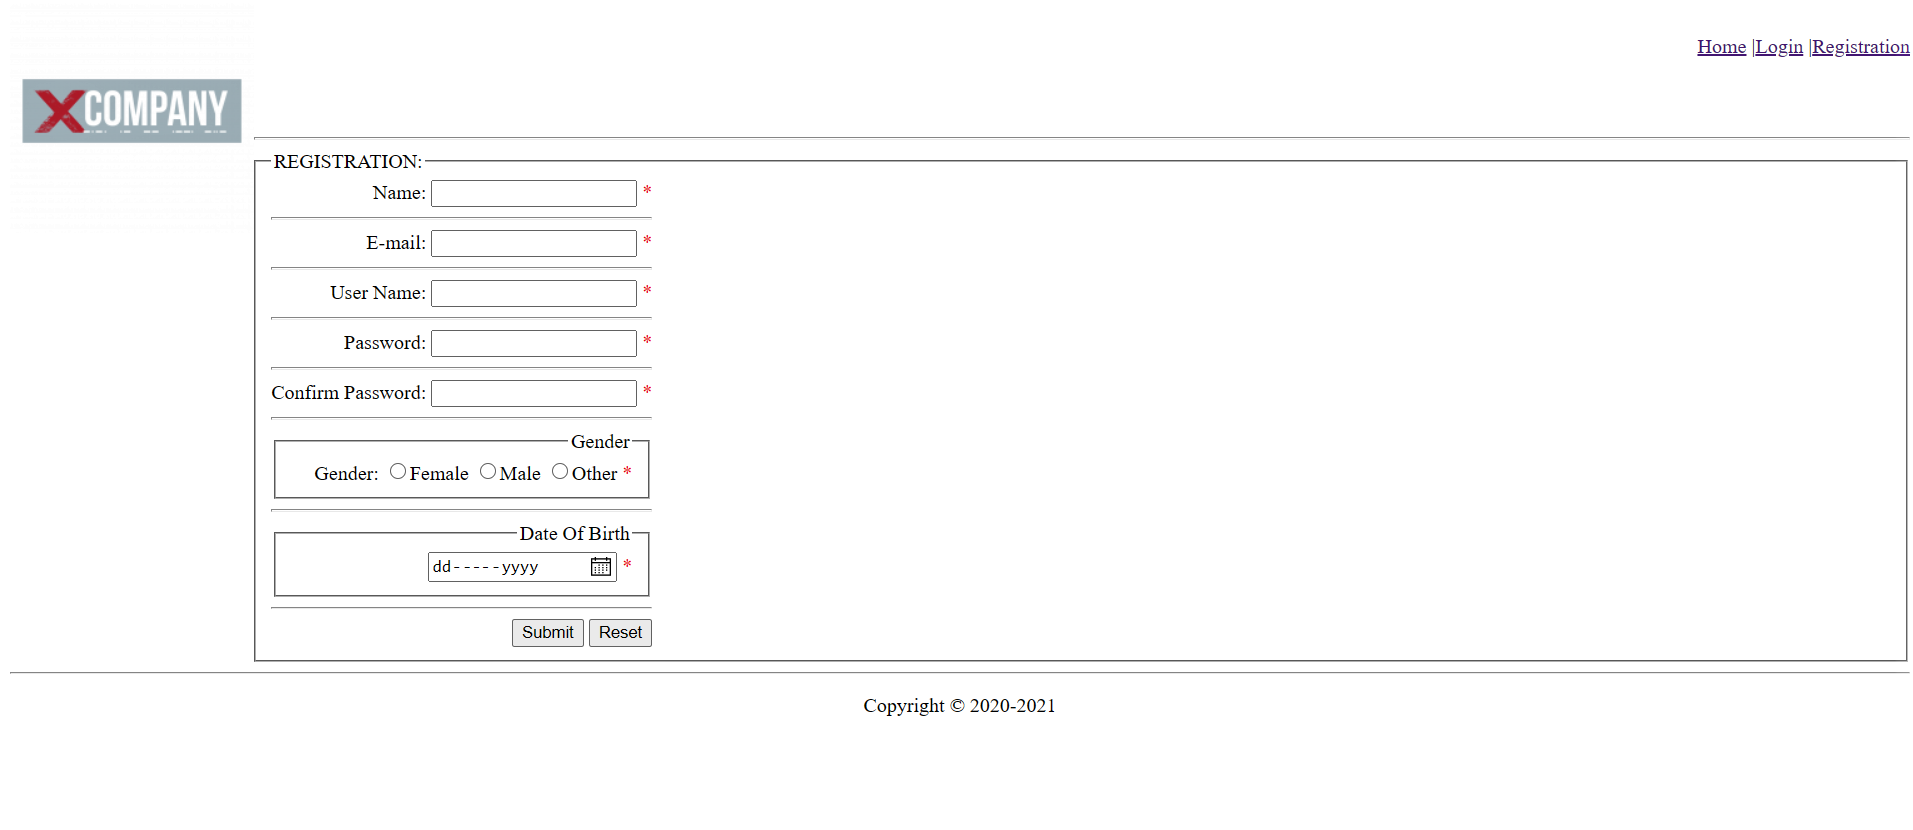 Home |Login |Registration
XCOMPANY
REGISTRATION:
Name: *
E-mail: *
User Name: *
Password: *
Confirm Password: *
Gender
Gender: Female Male Other *
Date Of Birth
dd-----yyyy *
Submit Reset
Copyright © 2020-2021